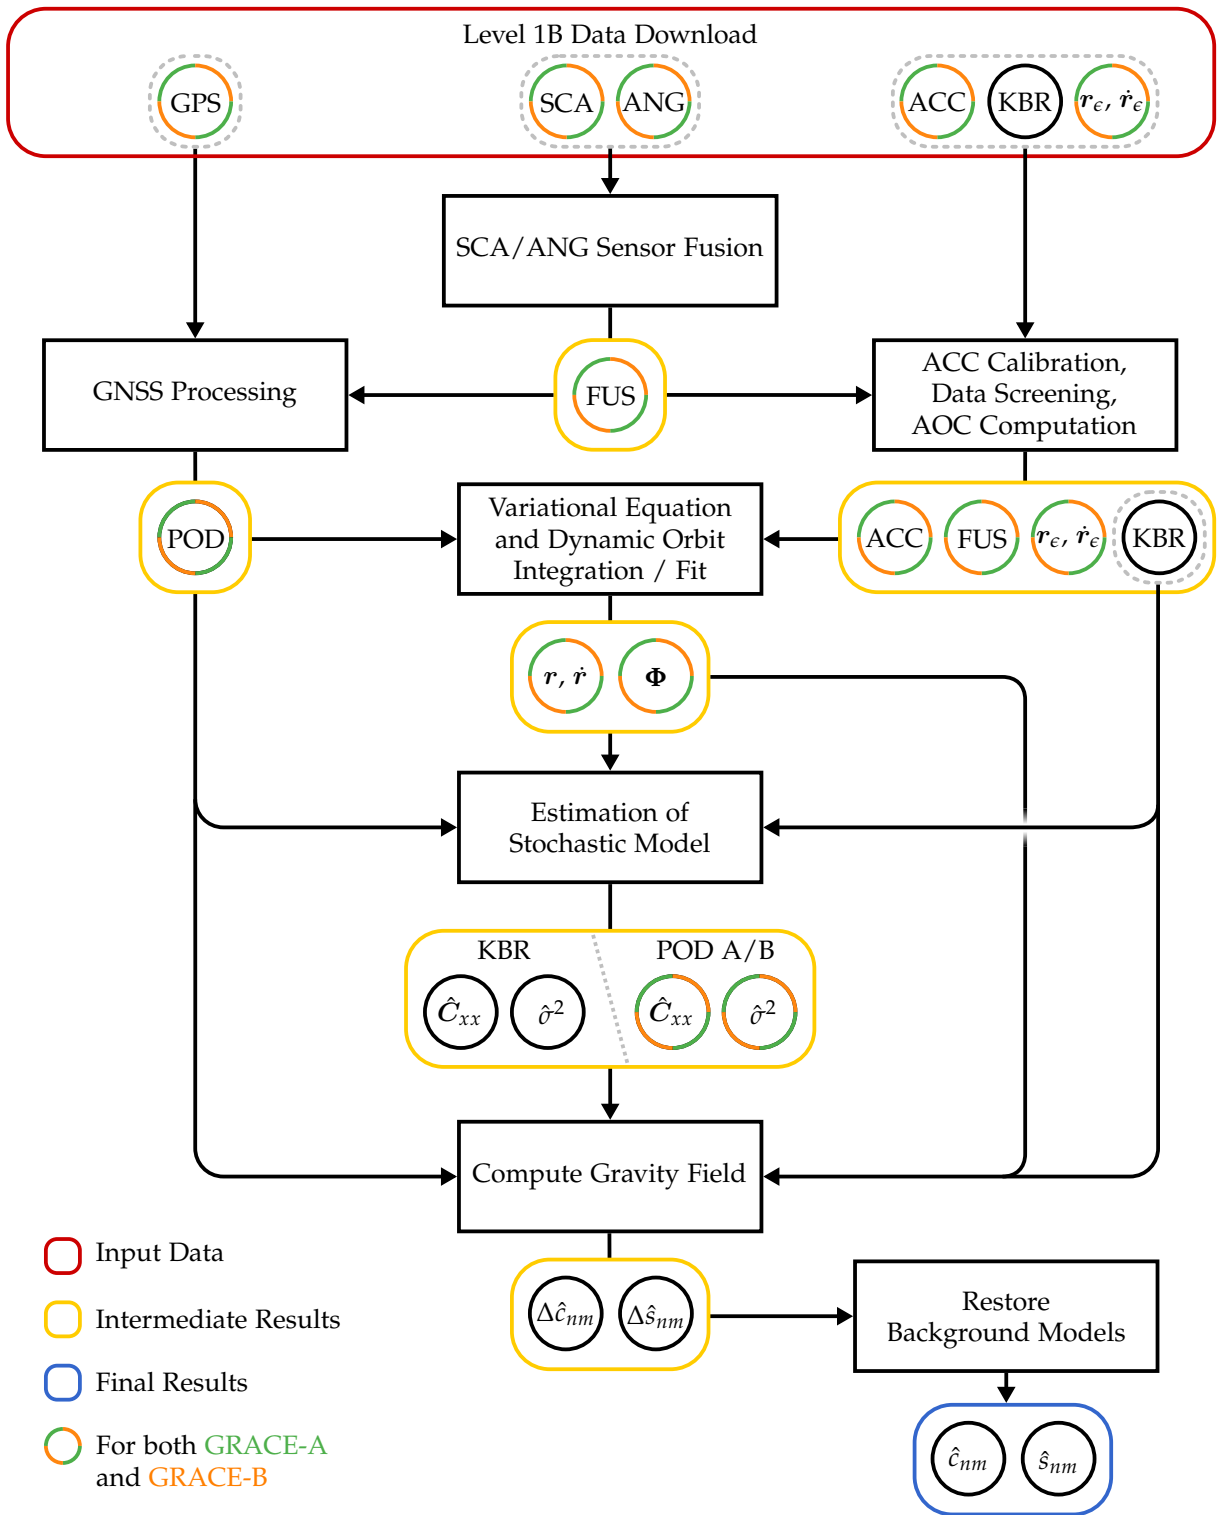 Level 1B Data Download
GPS
SCA
ANG
ACC
KBR
r_ϵ, ṙ_ϵ
SCA/ANG Sensor Fusion
GNSS Processing
FUS
ACC Calibration,
Data Screening,
AOC Computation
POD
Variational Equation
and Dynamic Orbit
Integration / Fit
ACC
FUS
r_ϵ, ṙ_ϵ
KBR
r, ṙ
Φ
Estimation of
Stochastic Model
KBR
POD A/B
Ĉ_xx
σ̂²
Ĉ_xx
σ̂²
Compute Gravity Field
Δĉ_nm
Δŝ_nm
Restore
Background Models
ĉ_nm
ŝ_nm
Input Data
Intermediate Results
Final Results
For both GRACE-A
and GRACE-B